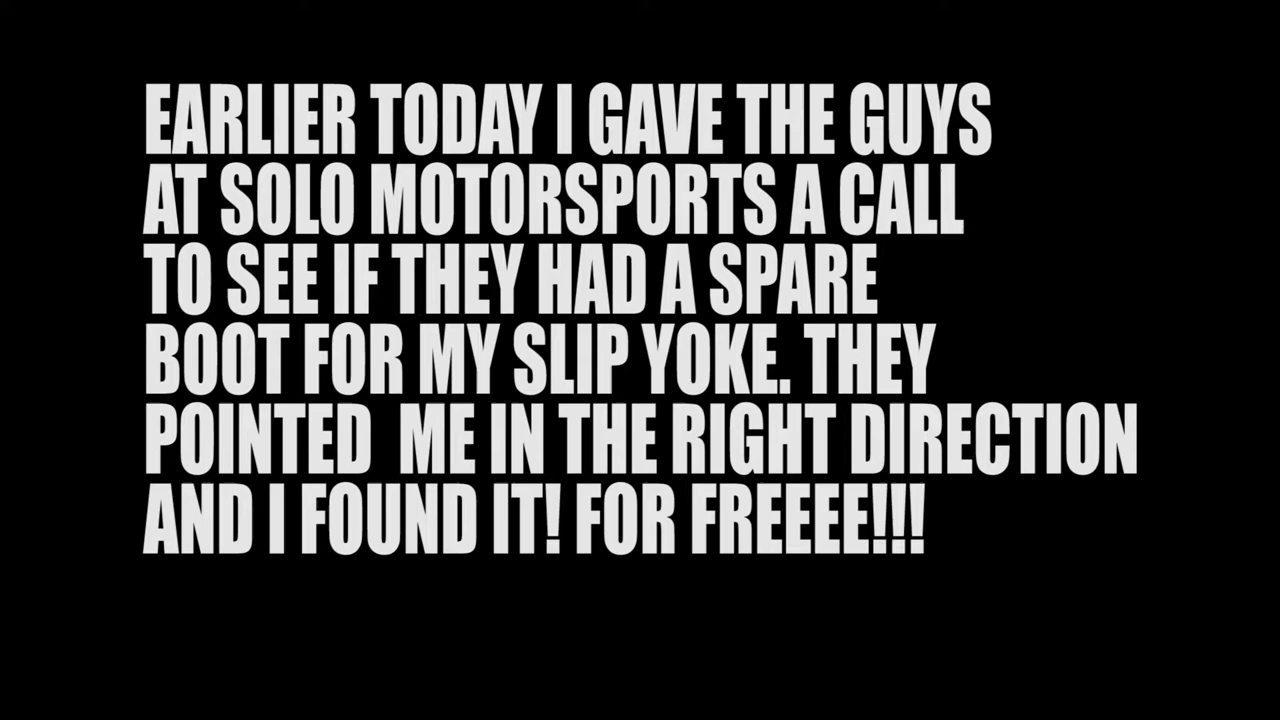 EARLIER TODAY I GAVE THE GUYS
AT SOLO MOTORSPORTS A CALL
TO SEE IF THEY HAD A SPARE
BOOT FOR MY SLIP YOKE. THEY
POINTED  ME IN THE RIGHT DIRECTION
AND I FOUND IT! FOR FREEEE!!!